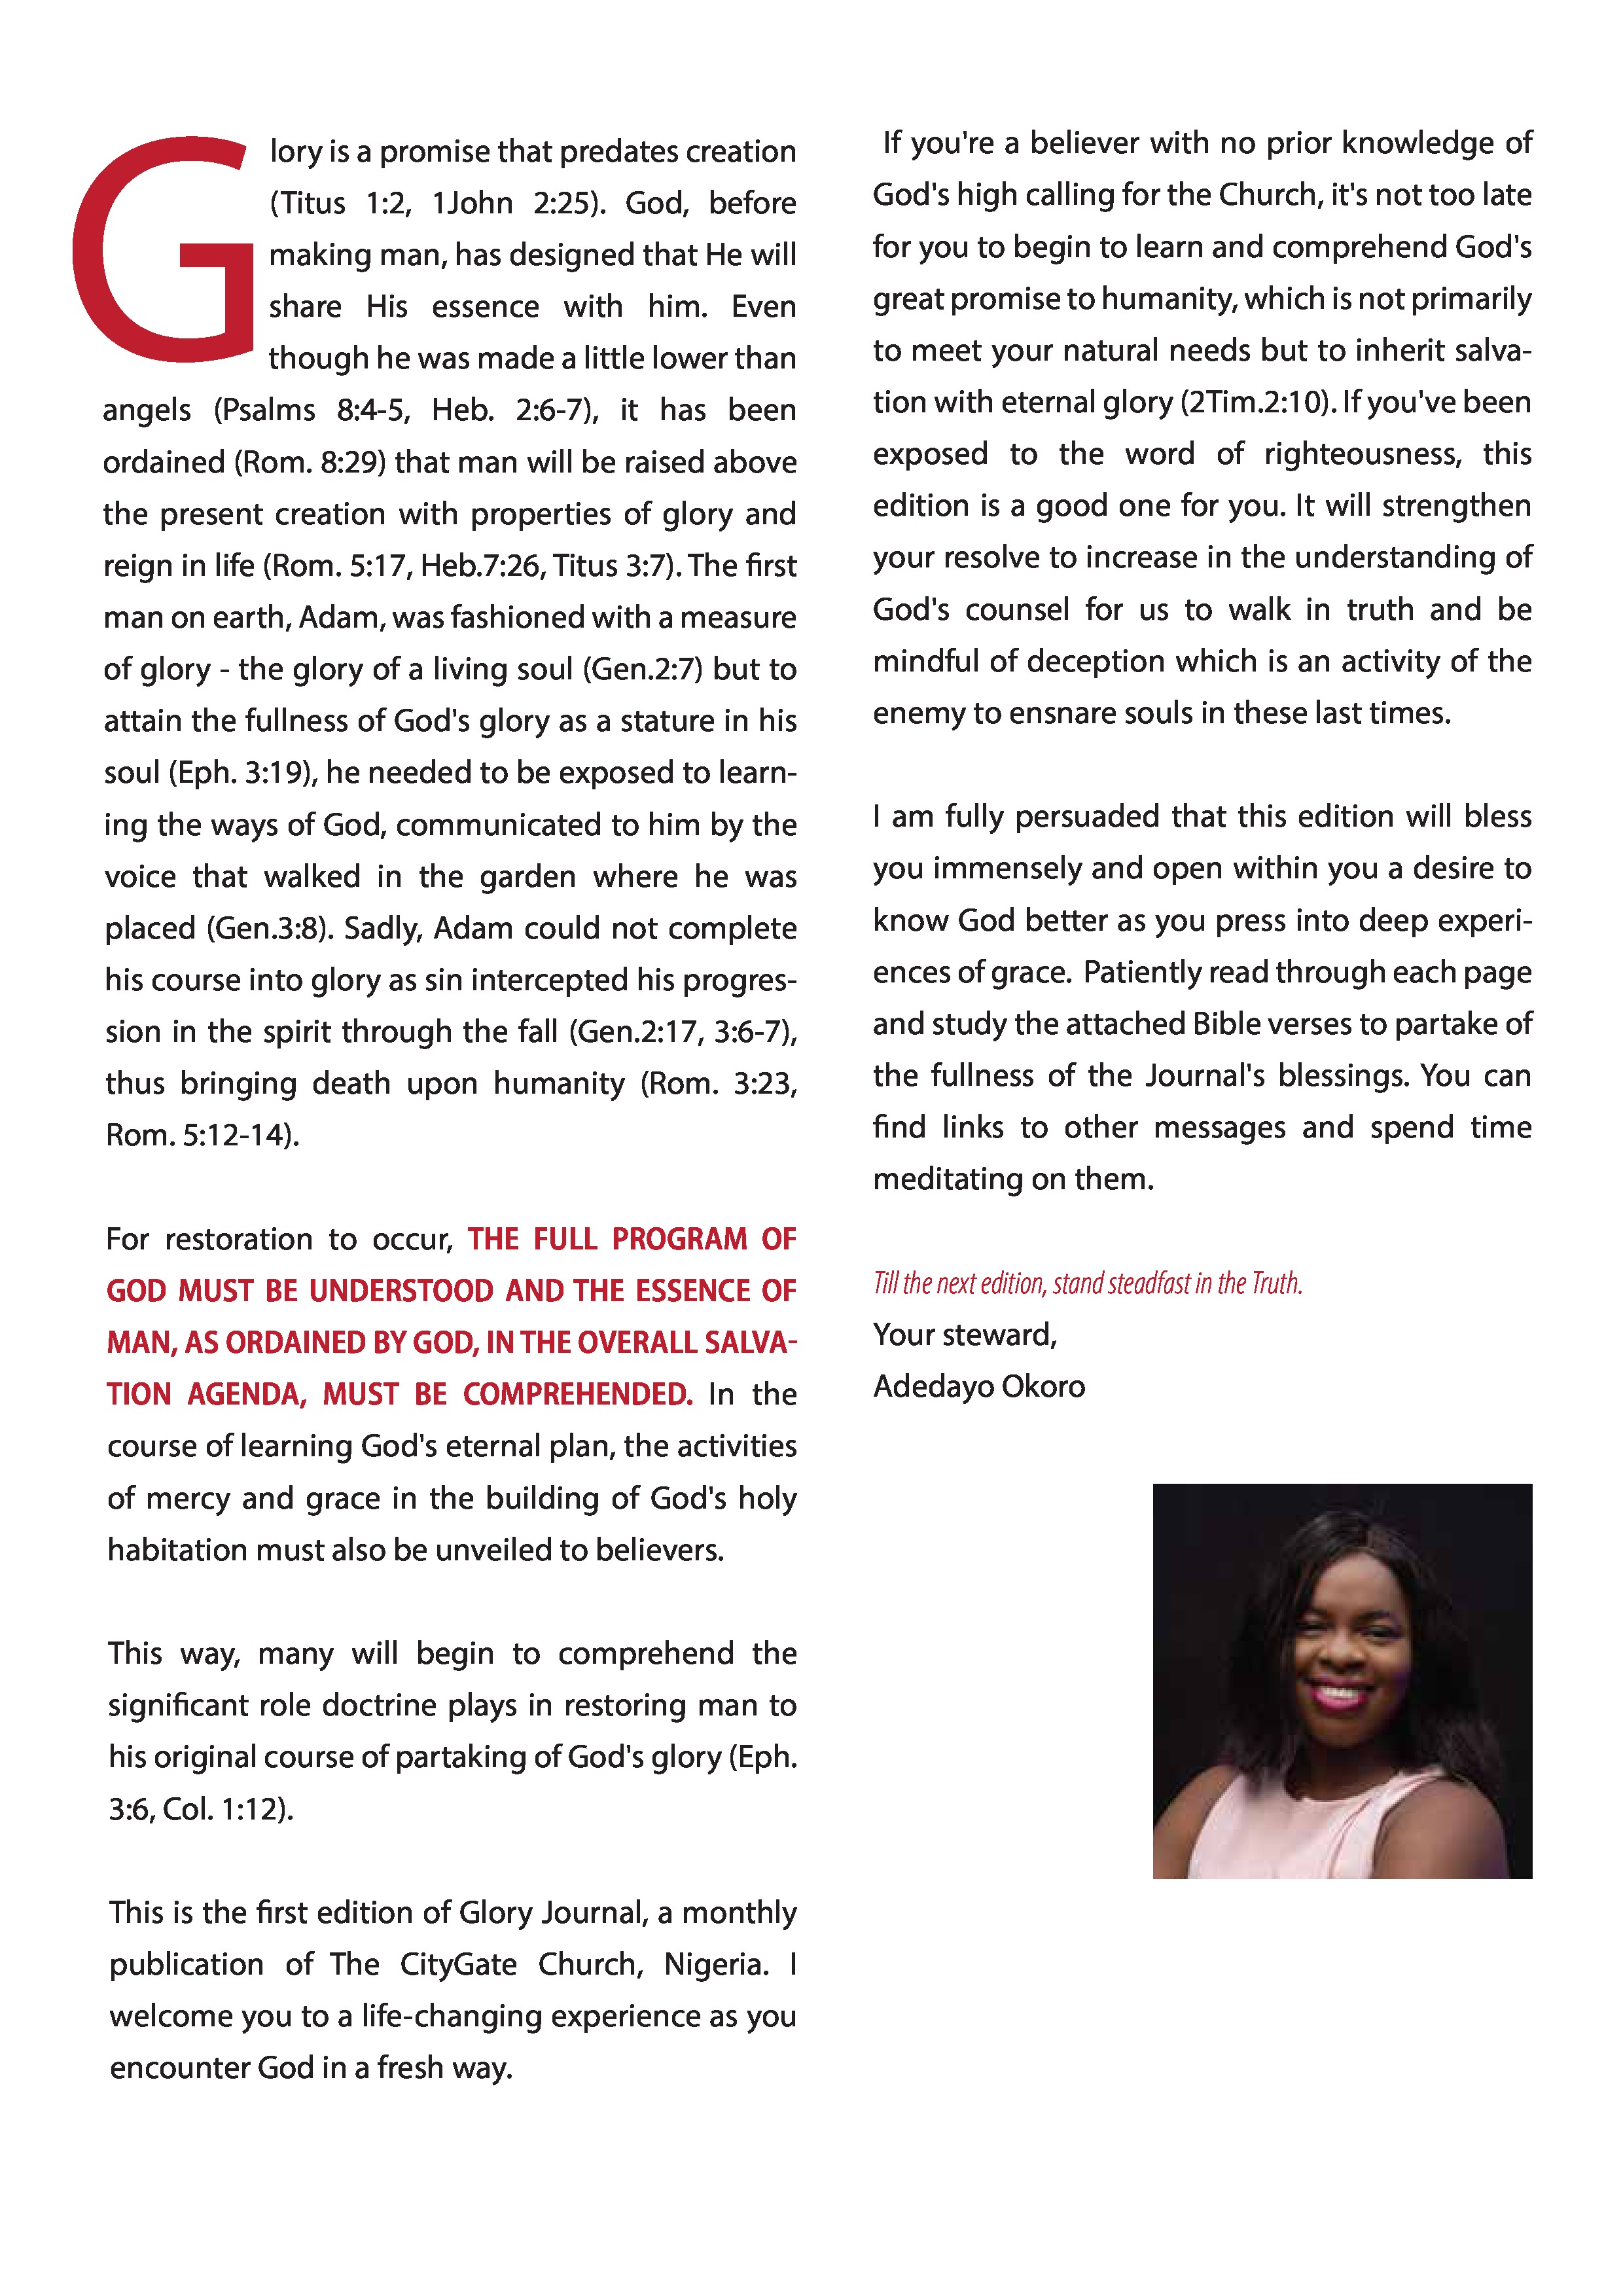 Glory is a promise that predates creation
(Titus 1:2, 1John 2:25). God, before
making man, has designed that He will
share His essence with him. Even
though he was made a little lower than
angels (Psalms 8:4-5, Heb. 2:6-7), it has been
ordained (Rom. 8:29) that man will be raised above
the present creation with properties of glory and
reign in life (Rom. 5:17, Heb.7:26, Titus 3:7). The first
man on earth, Adam, was fashioned with a measure
of glory - the glory of a living soul (Gen.2:7) but to
attain the fullness of God's glory as a stature in his
soul (Eph. 3:19), he needed to be exposed to learn-
ing the ways of God, communicated to him by the
voice that walked in the garden where he was
placed (Gen.3:8). Sadly, Adam could not complete
his course into glory as sin intercepted his progres-
sion in the spirit through the fall (Gen.2:17, 3:6-7),
thus bringing death upon humanity (Rom. 3:23,
Rom. 5:12-14).
For restoration to occur, THE FULL PROGRAM OF
GOD MUST BE UNDERSTOOD AND THE ESSENCE OF
MAN, AS ORDAINED BY GOD, IN THE OVERALL SALVA-
TION AGENDA, MUST BE COMPREHENDED. In the
course of learning God's eternal plan, the activities
of mercy and grace in the building of God's holy
habitation must also be unveiled to believers.
This way, many will begin to comprehend the
significant role doctrine plays in restoring man to
his original course of partaking of God's glory (Eph.
3:6, Col. 1:12).
This is the first edition of Glory Journal, a monthly
publication of The CityGate Church, Nigeria. I
welcome you to a life-changing experience as you
encounter God in a fresh way.
If you're a believer with no prior knowledge of
God's high calling for the Church, it's not too late
for you to begin to learn and comprehend God's
great promise to humanity, which is not primarily
to meet your natural needs but to inherit salva-
tion with eternal glory (2Tim.2:10). If you've been
exposed to the word of righteousness, this
edition is a good one for you. It will strengthen
your resolve to increase in the understanding of
God's counsel for us to walk in truth and be
mindful of deception which is an activity of the
enemy to ensnare souls in these last times.
I am fully persuaded that this edition will bless
you immensely and open within you a desire to
know God better as you press into deep experi-
ences of grace. Patiently read through each page
and study the attached Bible verses to partake of
the fullness of the Journal's blessings. You can
find links to other messages and spend time
meditating on them.
Till the next edition, stand steadfast in the Truth.
Your steward,
Adedayo Okoro